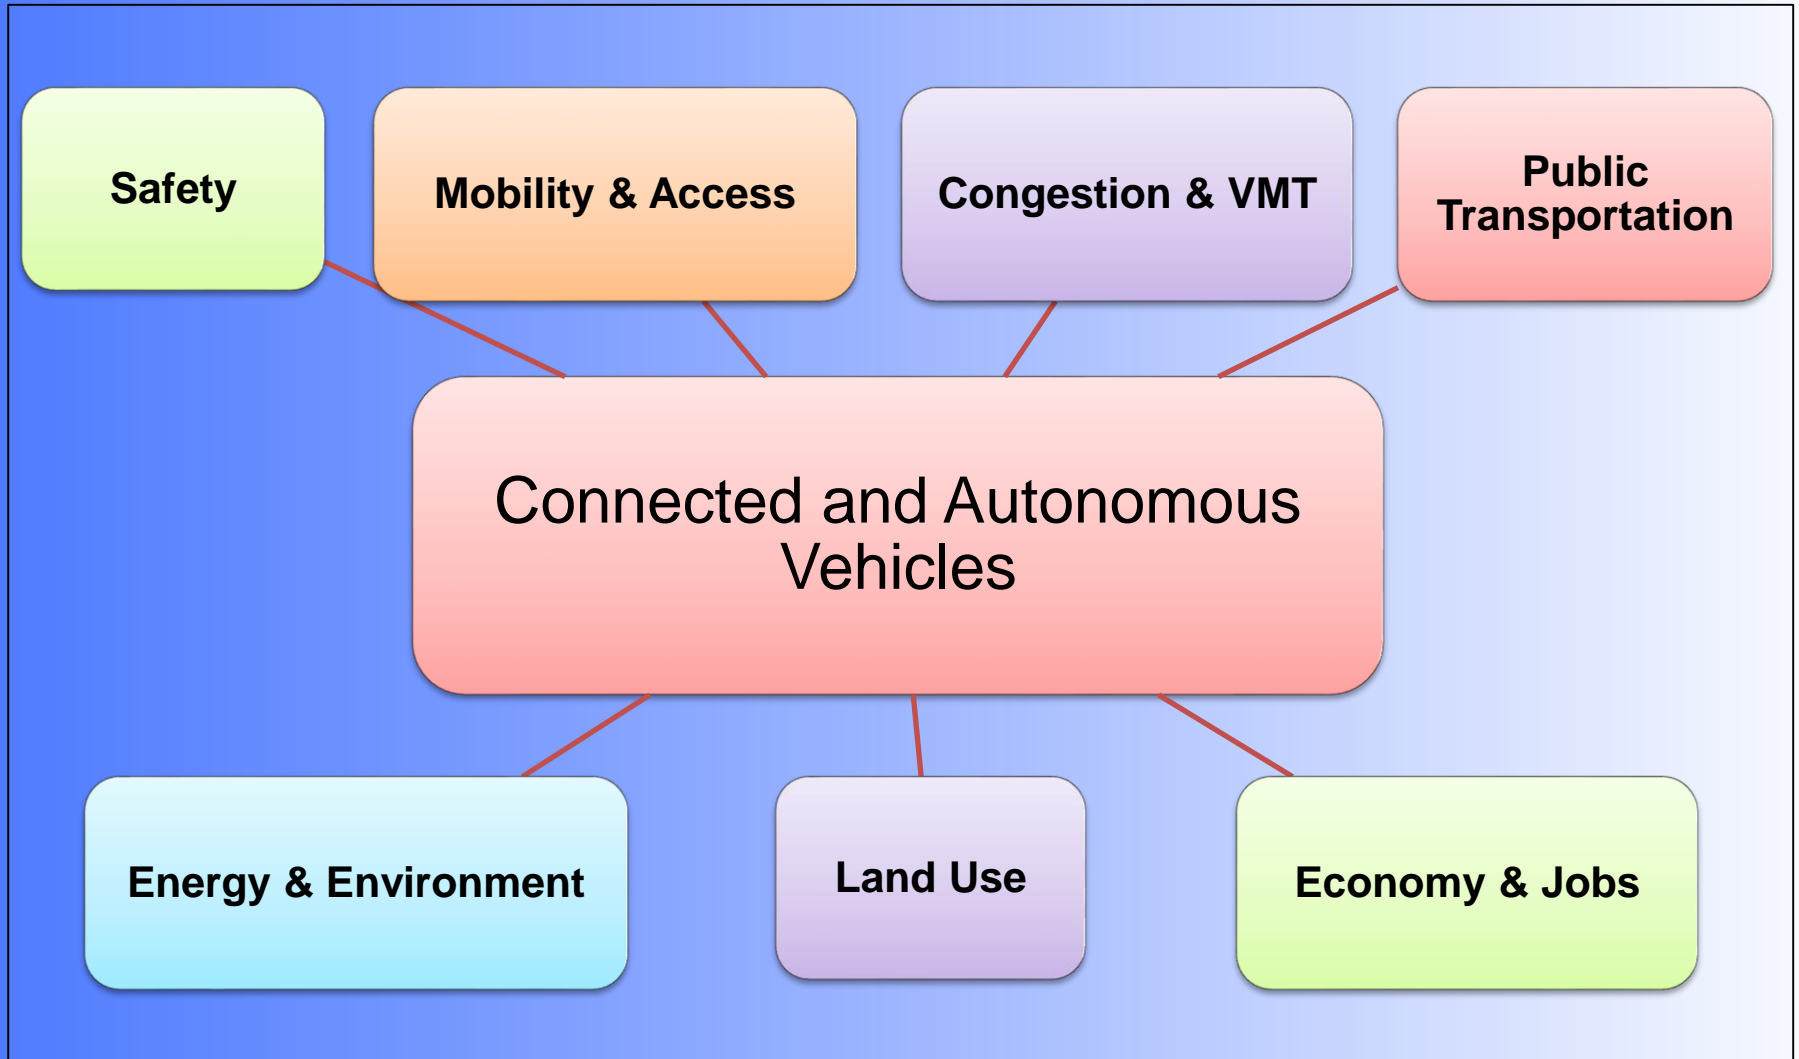 Safety
Mobility & Access
Congestion & VMT
Public
Transportation
Connected and Autonomous
Vehicles
Energy & Environment
Land Use
Economy & Jobs